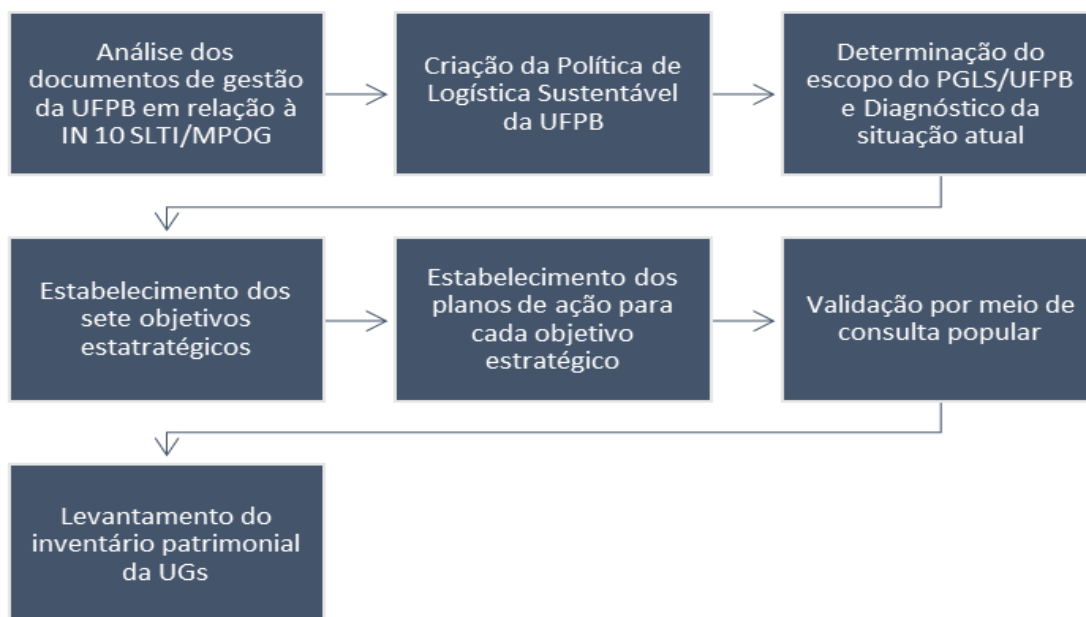 Análise dos
documentos de gestão
da UFPB em relação à
IN 10 SLTI/MPOG
Criação da Política de
Logística Sustentável
da UFPB
Determinação do
escopo do PGLS/UFPB
e Diagnóstico da
situação atual
Estabelecimento dos
sete objetivos
estatratégicos
Estabelecimento dos
planos de ação para
cada objetivo
estratégico
Validação por meio de
consulta popular
Levantamento do
inventário patrimonial
da UGs